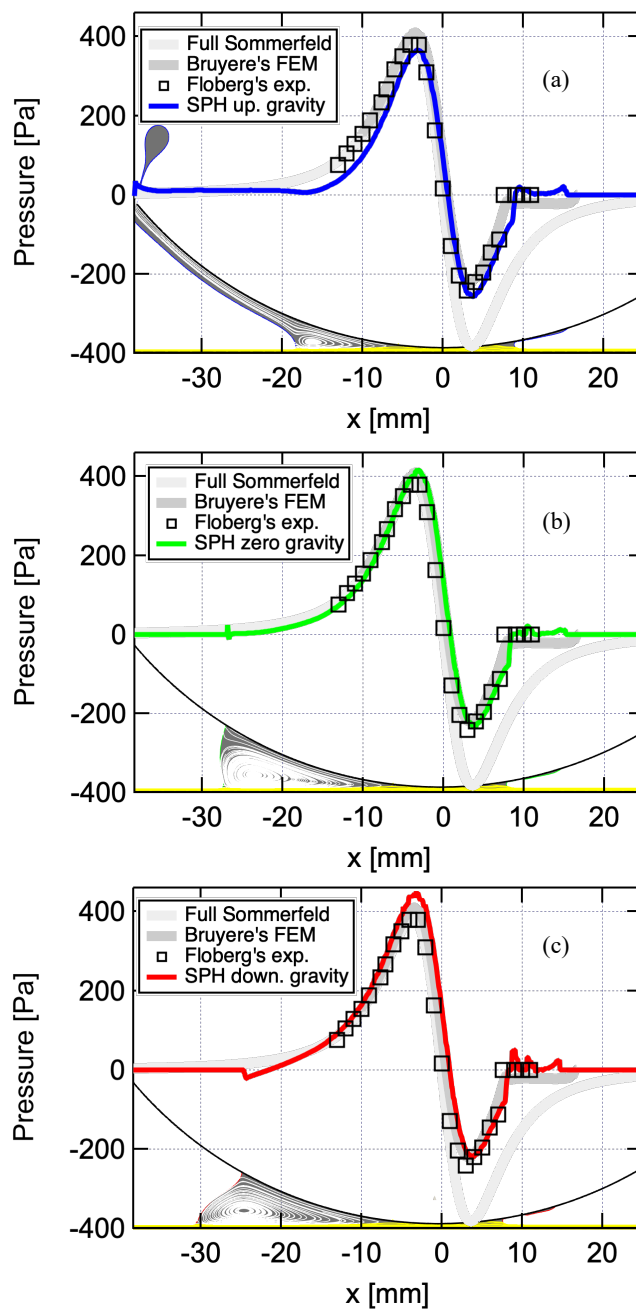 400
200
0
-200
-400
Pressure [Pa]
Full Sommerfeld
Bruyere's FEM
Floberg's exp.
SPH up. gravity
(a)
-30 -20 -10 0 10 20
x [mm]
400
200
0
-200
-400
Pressure [Pa]
Full Sommerfeld
Bruyere's FEM
Floberg's exp.
SPH zero gravity
(b)
-30 -20 -10 0 10 20
x [mm]
400
200
0
-200
-400
Pressure [Pa]
Full Sommerfeld
Bruyere's FEM
Floberg's exp.
SPH down. gravity
(c)
-30 -20 -10 0 10 20
x [mm]